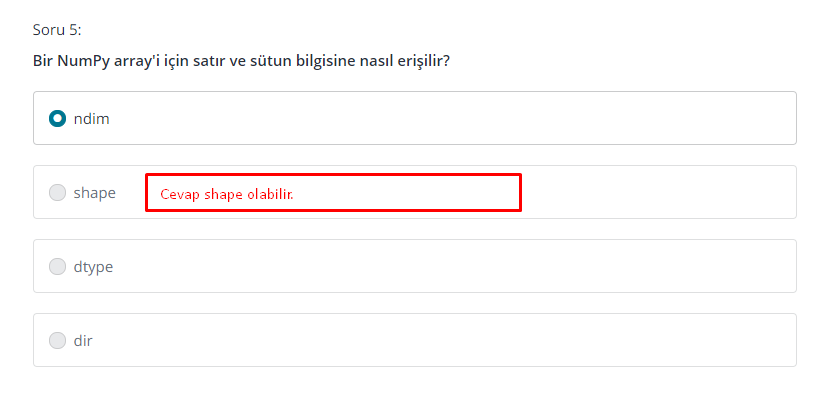 Soru 5:
Bir NumPy array'i için satır ve sütun bilgisine nasıl erişilir?
ndim
shape
Cevap shape olabilir.
dtype
dir